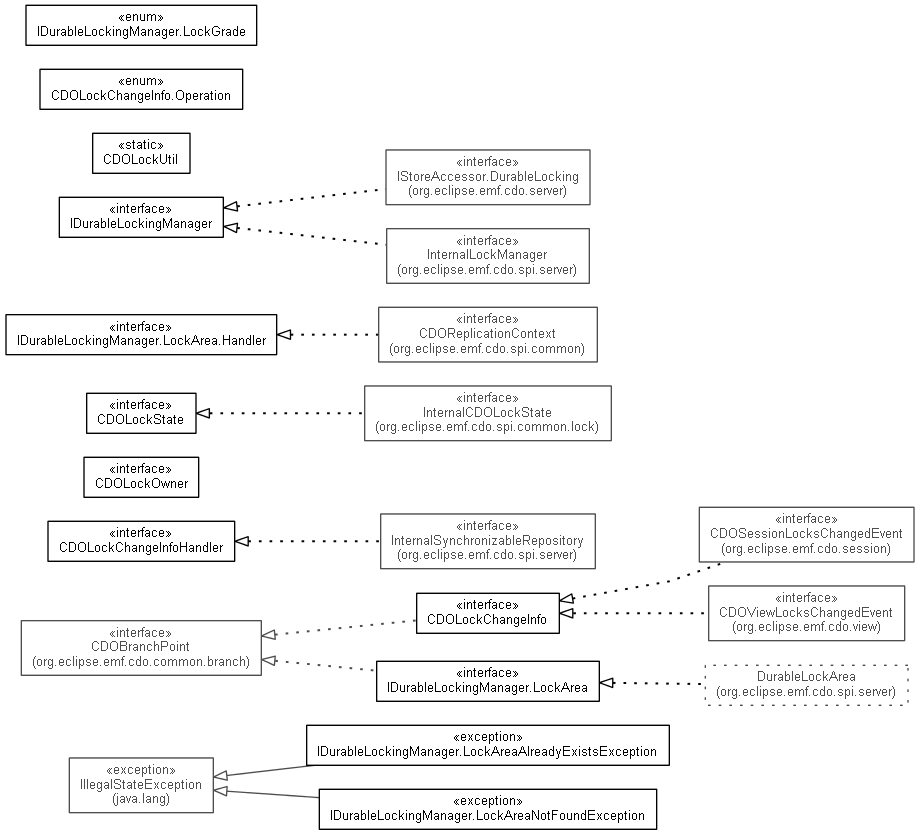 «enum»
IDurableLockingManager.LockGrade
«enum»
CDOLockChangeInfo.Operation
«static»
CDOLockUtil
«interface»
IStoreAccessor.DurableLocking
(org.eclipse.emf.cdo.server)
«interface»
IDurableLockingManager
«interface»
InternalLockManager
(org.eclipse.emf.cdo.spi.server)
«interface»
IDurableLockingManager.LockArea.Handler
«interface»
CDOReplicationContext
(org.eclipse.emf.cdo.spi.common)
«interface»
CDOLockState
«interface»
InternalCDOLockState
(org.eclipse.emf.cdo.spi.common.lock)
«interface»
CDOLockOwner
«interface»
CDOLockChangeInfoHandler
«interface»
InternalSynchronizableRepository
(org.eclipse.emf.cdo.spi.server)
«interface»
CDOSessionLocksChangedEvent
(org.eclipse.emf.cdo.session)
«interface»
CDOLockChangeInfo
«interface»
CDOViewLocksChangedEvent
(org.eclipse.emf.cdo.view)
«interface»
CDOBranchPoint
(org.eclipse.emf.cdo.common.branch)
«interface»
IDurableLockingManager.LockArea
DurableLockArea
(org.eclipse.emf.cdo.spi.server)
«exception»
IDurableLockingManager.LockAreaAlreadyExistsException
«exception»
IllegalStateException
(java.lang)
«exception»
IDurableLockingManager.LockAreaNotFoundException